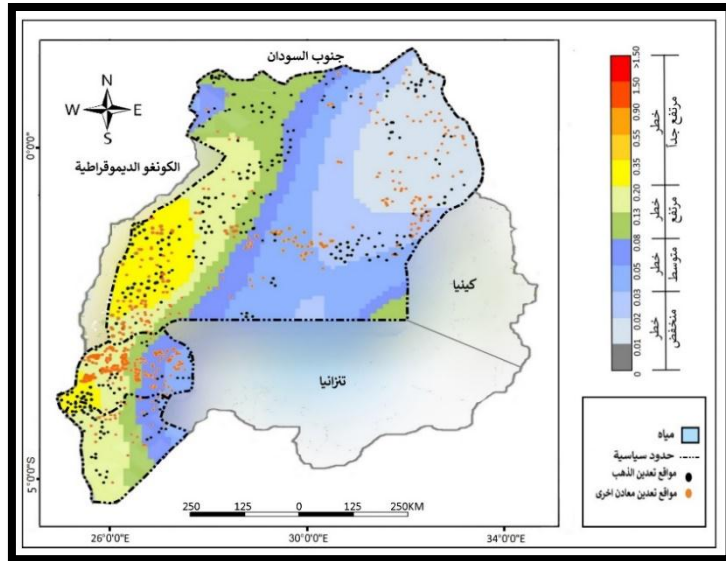 جنوب السودان
N
W E
S
الكونغو الديموقراطية
كينيا
تنزانيا
0°0'0"
5°0'0"S
26°0'0"E
30°0'0"E
34°0'0"E
250 125 0 125 250KM
>1.50
1.50
0.90
0.55
0.35
0.20
0.13
0.08
0.05
0.03
0.02
0.01
0
مرتفع جداً
خطر
مرتفع
خطر
متوسط
خطر
منخفض
خطر
مياه
حدود سياسية
مواقع تعدين الذهب
مواقع تعدين معادن اخرى